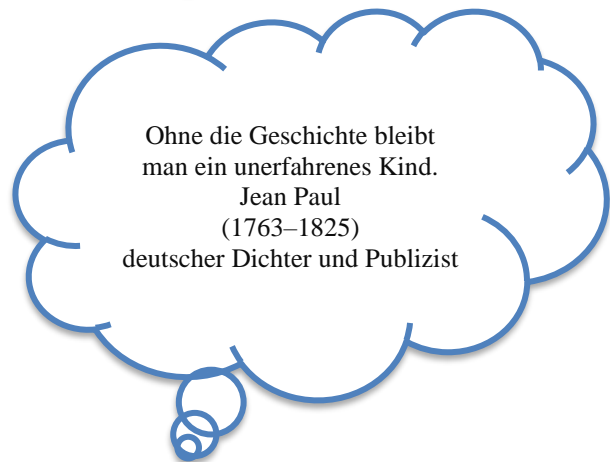 Ohne die Geschichte bleibt
man ein unerfahrenes Kind.
Jean Paul
(1763–1825)
deutscher Dichter und Publizist